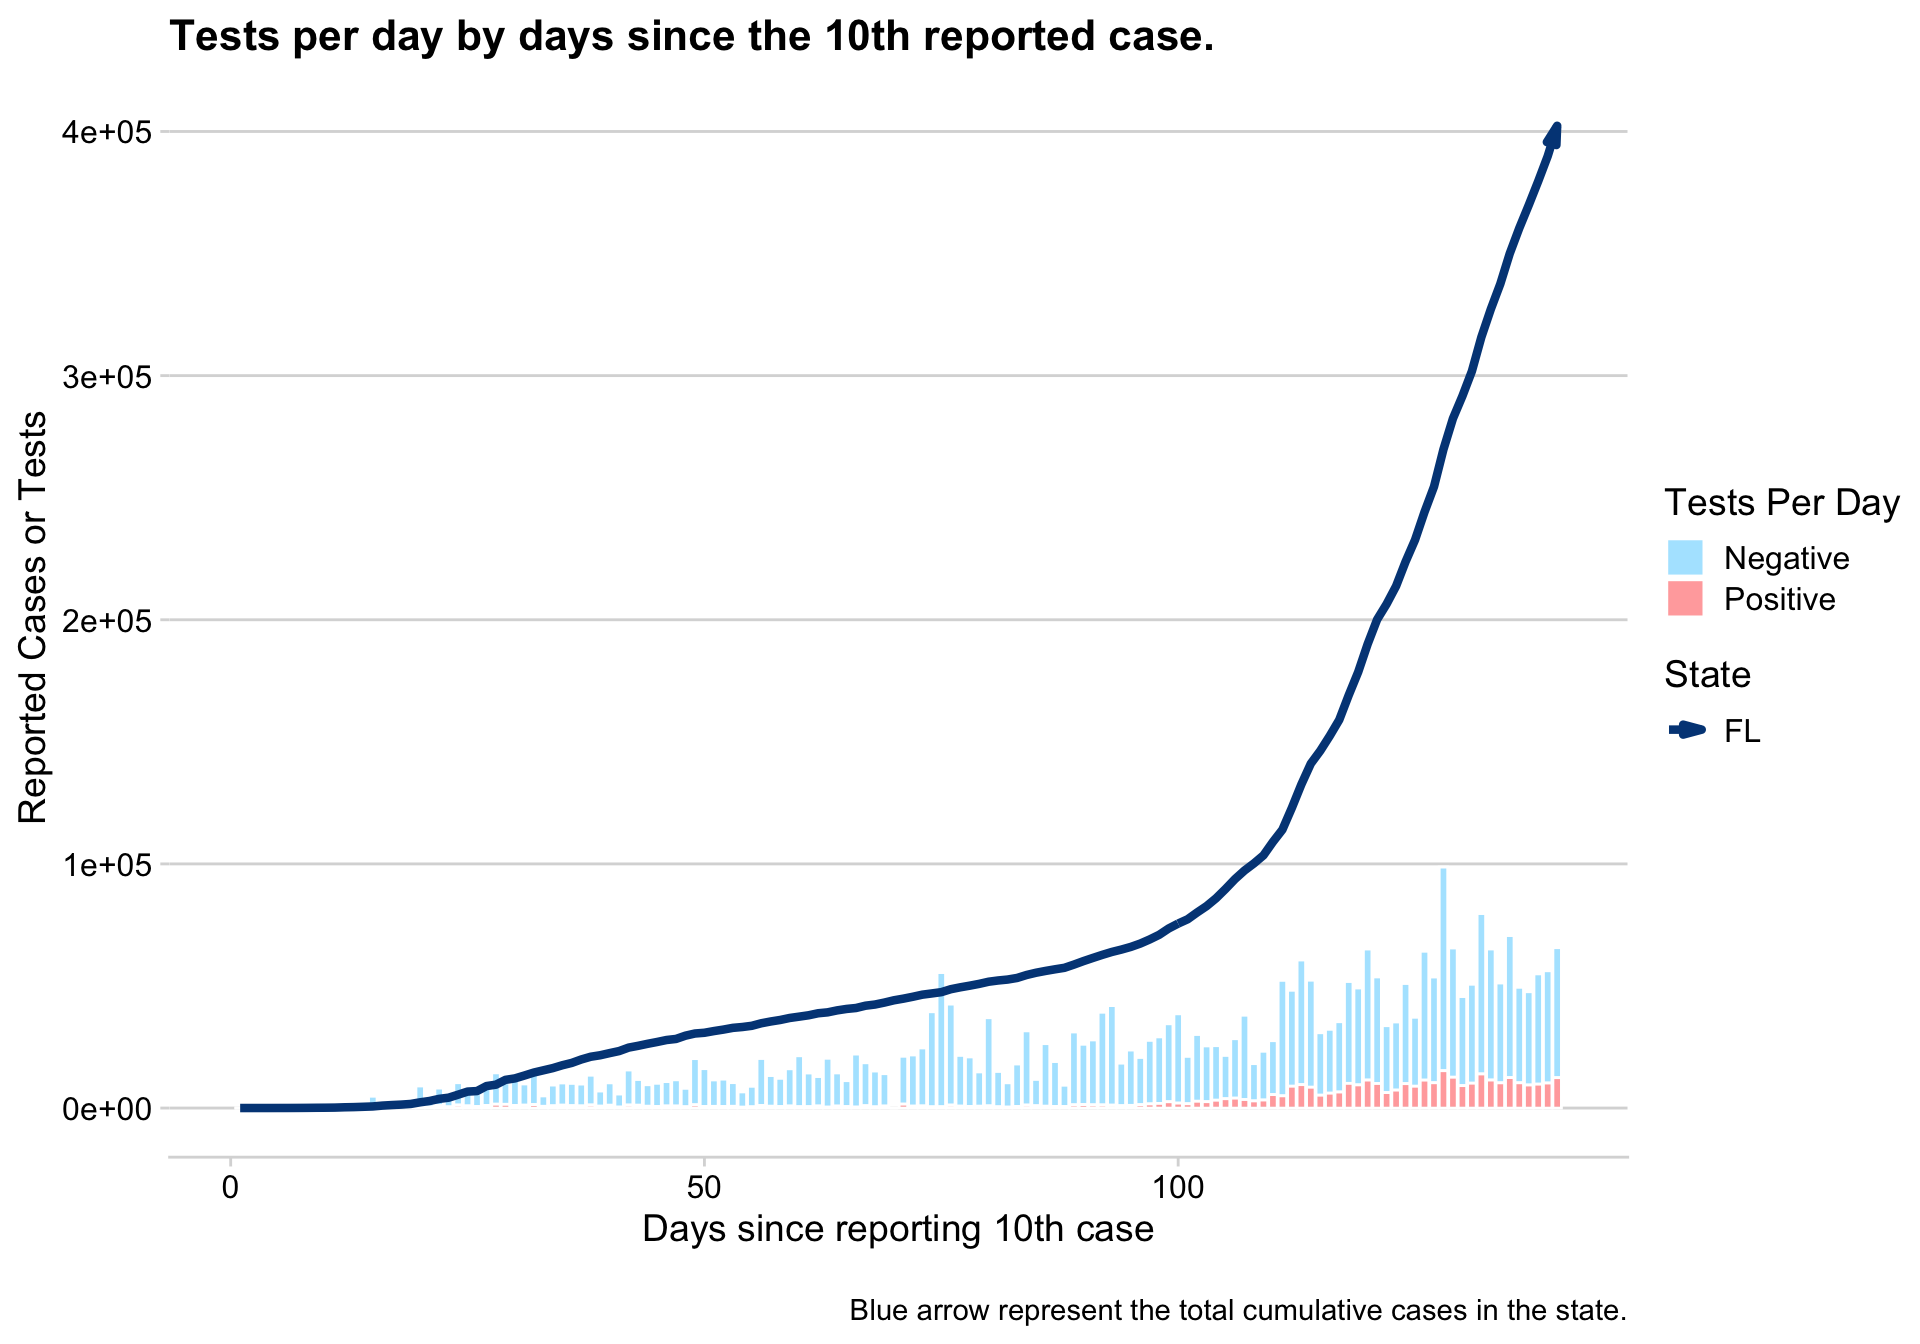 Tests per day by days since the 10th reported case.
4e+05
3e+05
2e+05
1e+05
0e+00
Reported Cases or Tests
0 50 100
Days since reporting 10th case
Tests Per Day
Negative
Positive
State
FL
Blue arrow represent the total cumulative cases in the state.